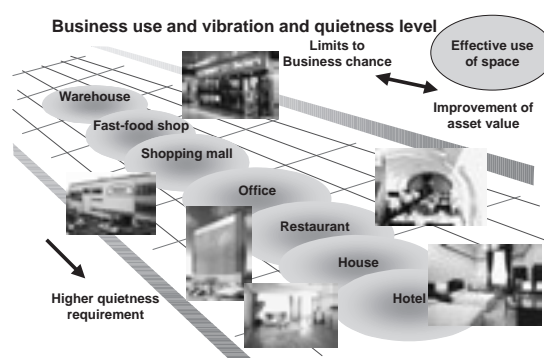 Business use and vibration and quietness level
Limits to
Business chance
Effective use
of space
Improvement of
asset value
Warehouse
Fast-food shop
Shopping mall
Office
Restaurant
House
Hotel
Higher quietness
requirement